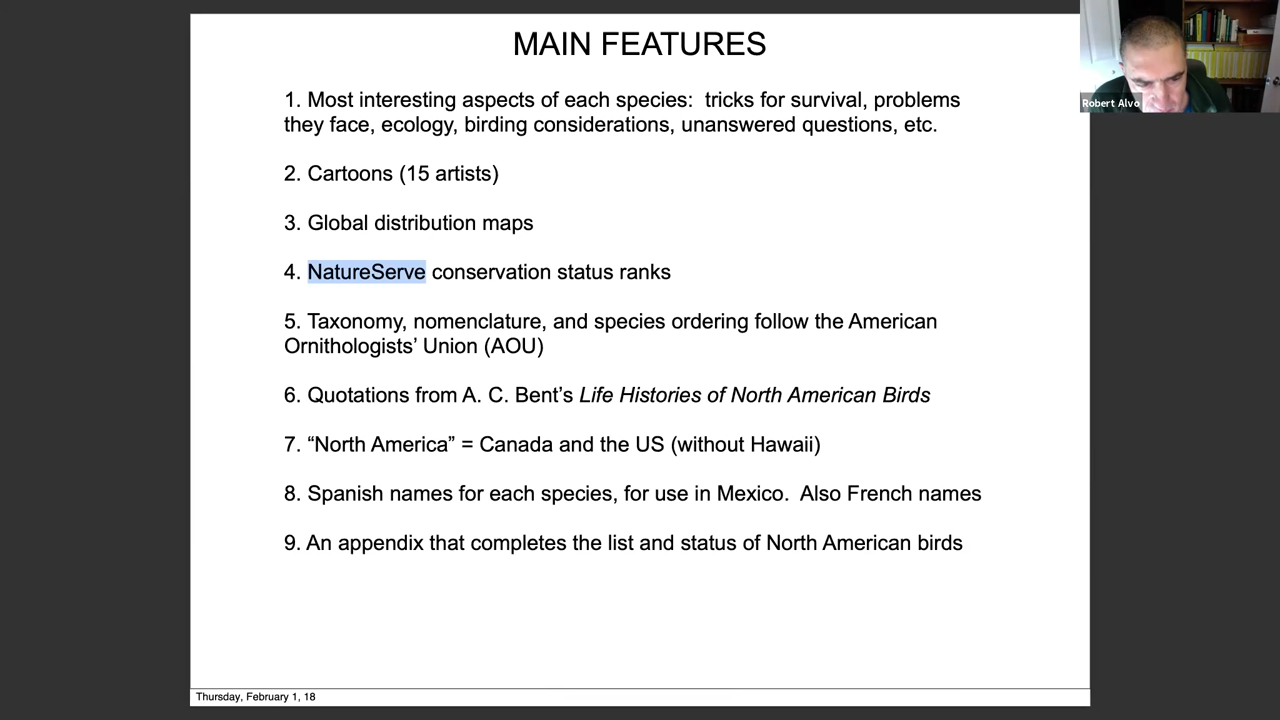 MAIN FEATURES
1. Most interesting aspects of each species:  tricks for survival, problems
they face, ecology, birding considerations, unanswered questions, etc.
2. Cartoons (15 artists)
3. Global distribution maps
4. NatureServe conservation status ranks
5. Taxonomy, nomenclature, and species ordering follow the American
Ornithologists’ Union (AOU)
6. Quotations from A. C. Bent’s Life Histories of North American Birds
7. “North America” = Canada and the US (without Hawaii)
8. Spanish names for each species, for use in Mexico.  Also French names
9. An appendix that completes the list and status of North American birds
Thursday, February 1, 18
Robert Alvo